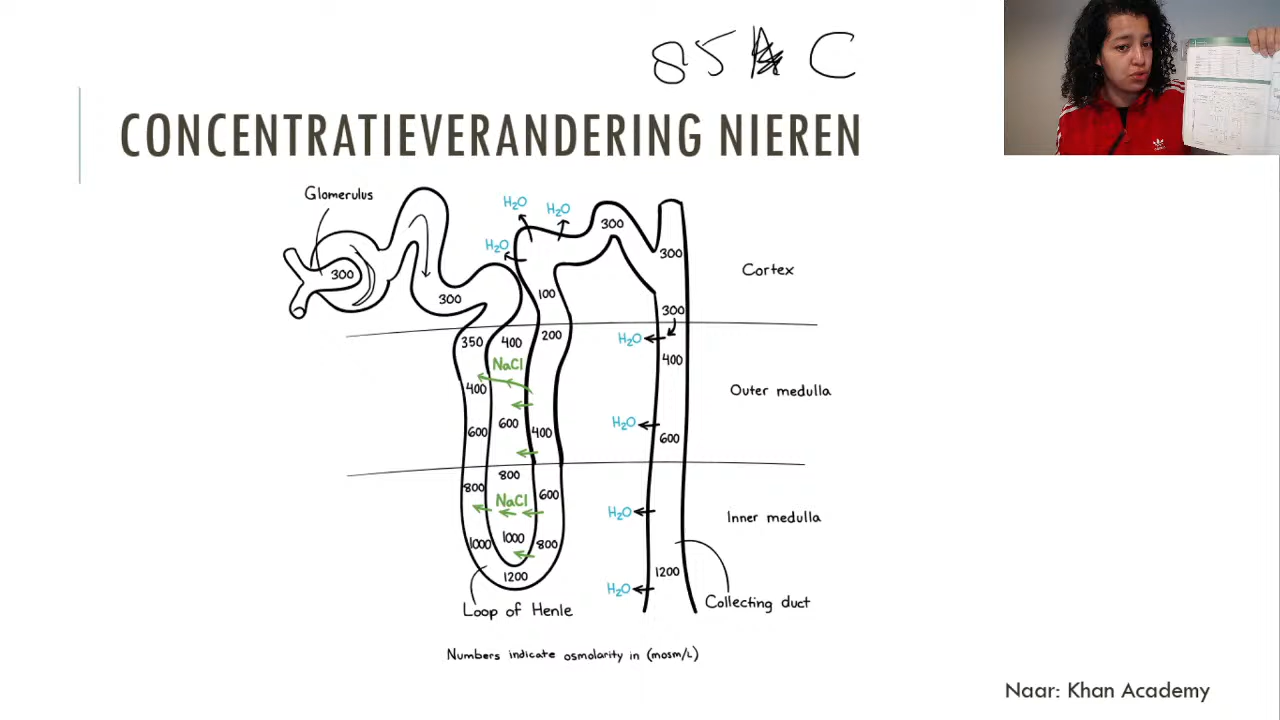 85 C
CONCENTRATIEVERANDERING NIEREN
Glomerulus
H2O
H2O
H2O
300
300
300
300
100
300
Cortex
350
400
200
H2O
NaCl
400
400
Outer medulla
600
600
400
H2O
600
800
800
NaCl
600
H2O
Inner medulla
1000
1000
800
1200
1200
H2O
Loop of Henle
Collecting duct
Numbers indicate osmolarity in (mosm/L)
Naar: Khan Academy